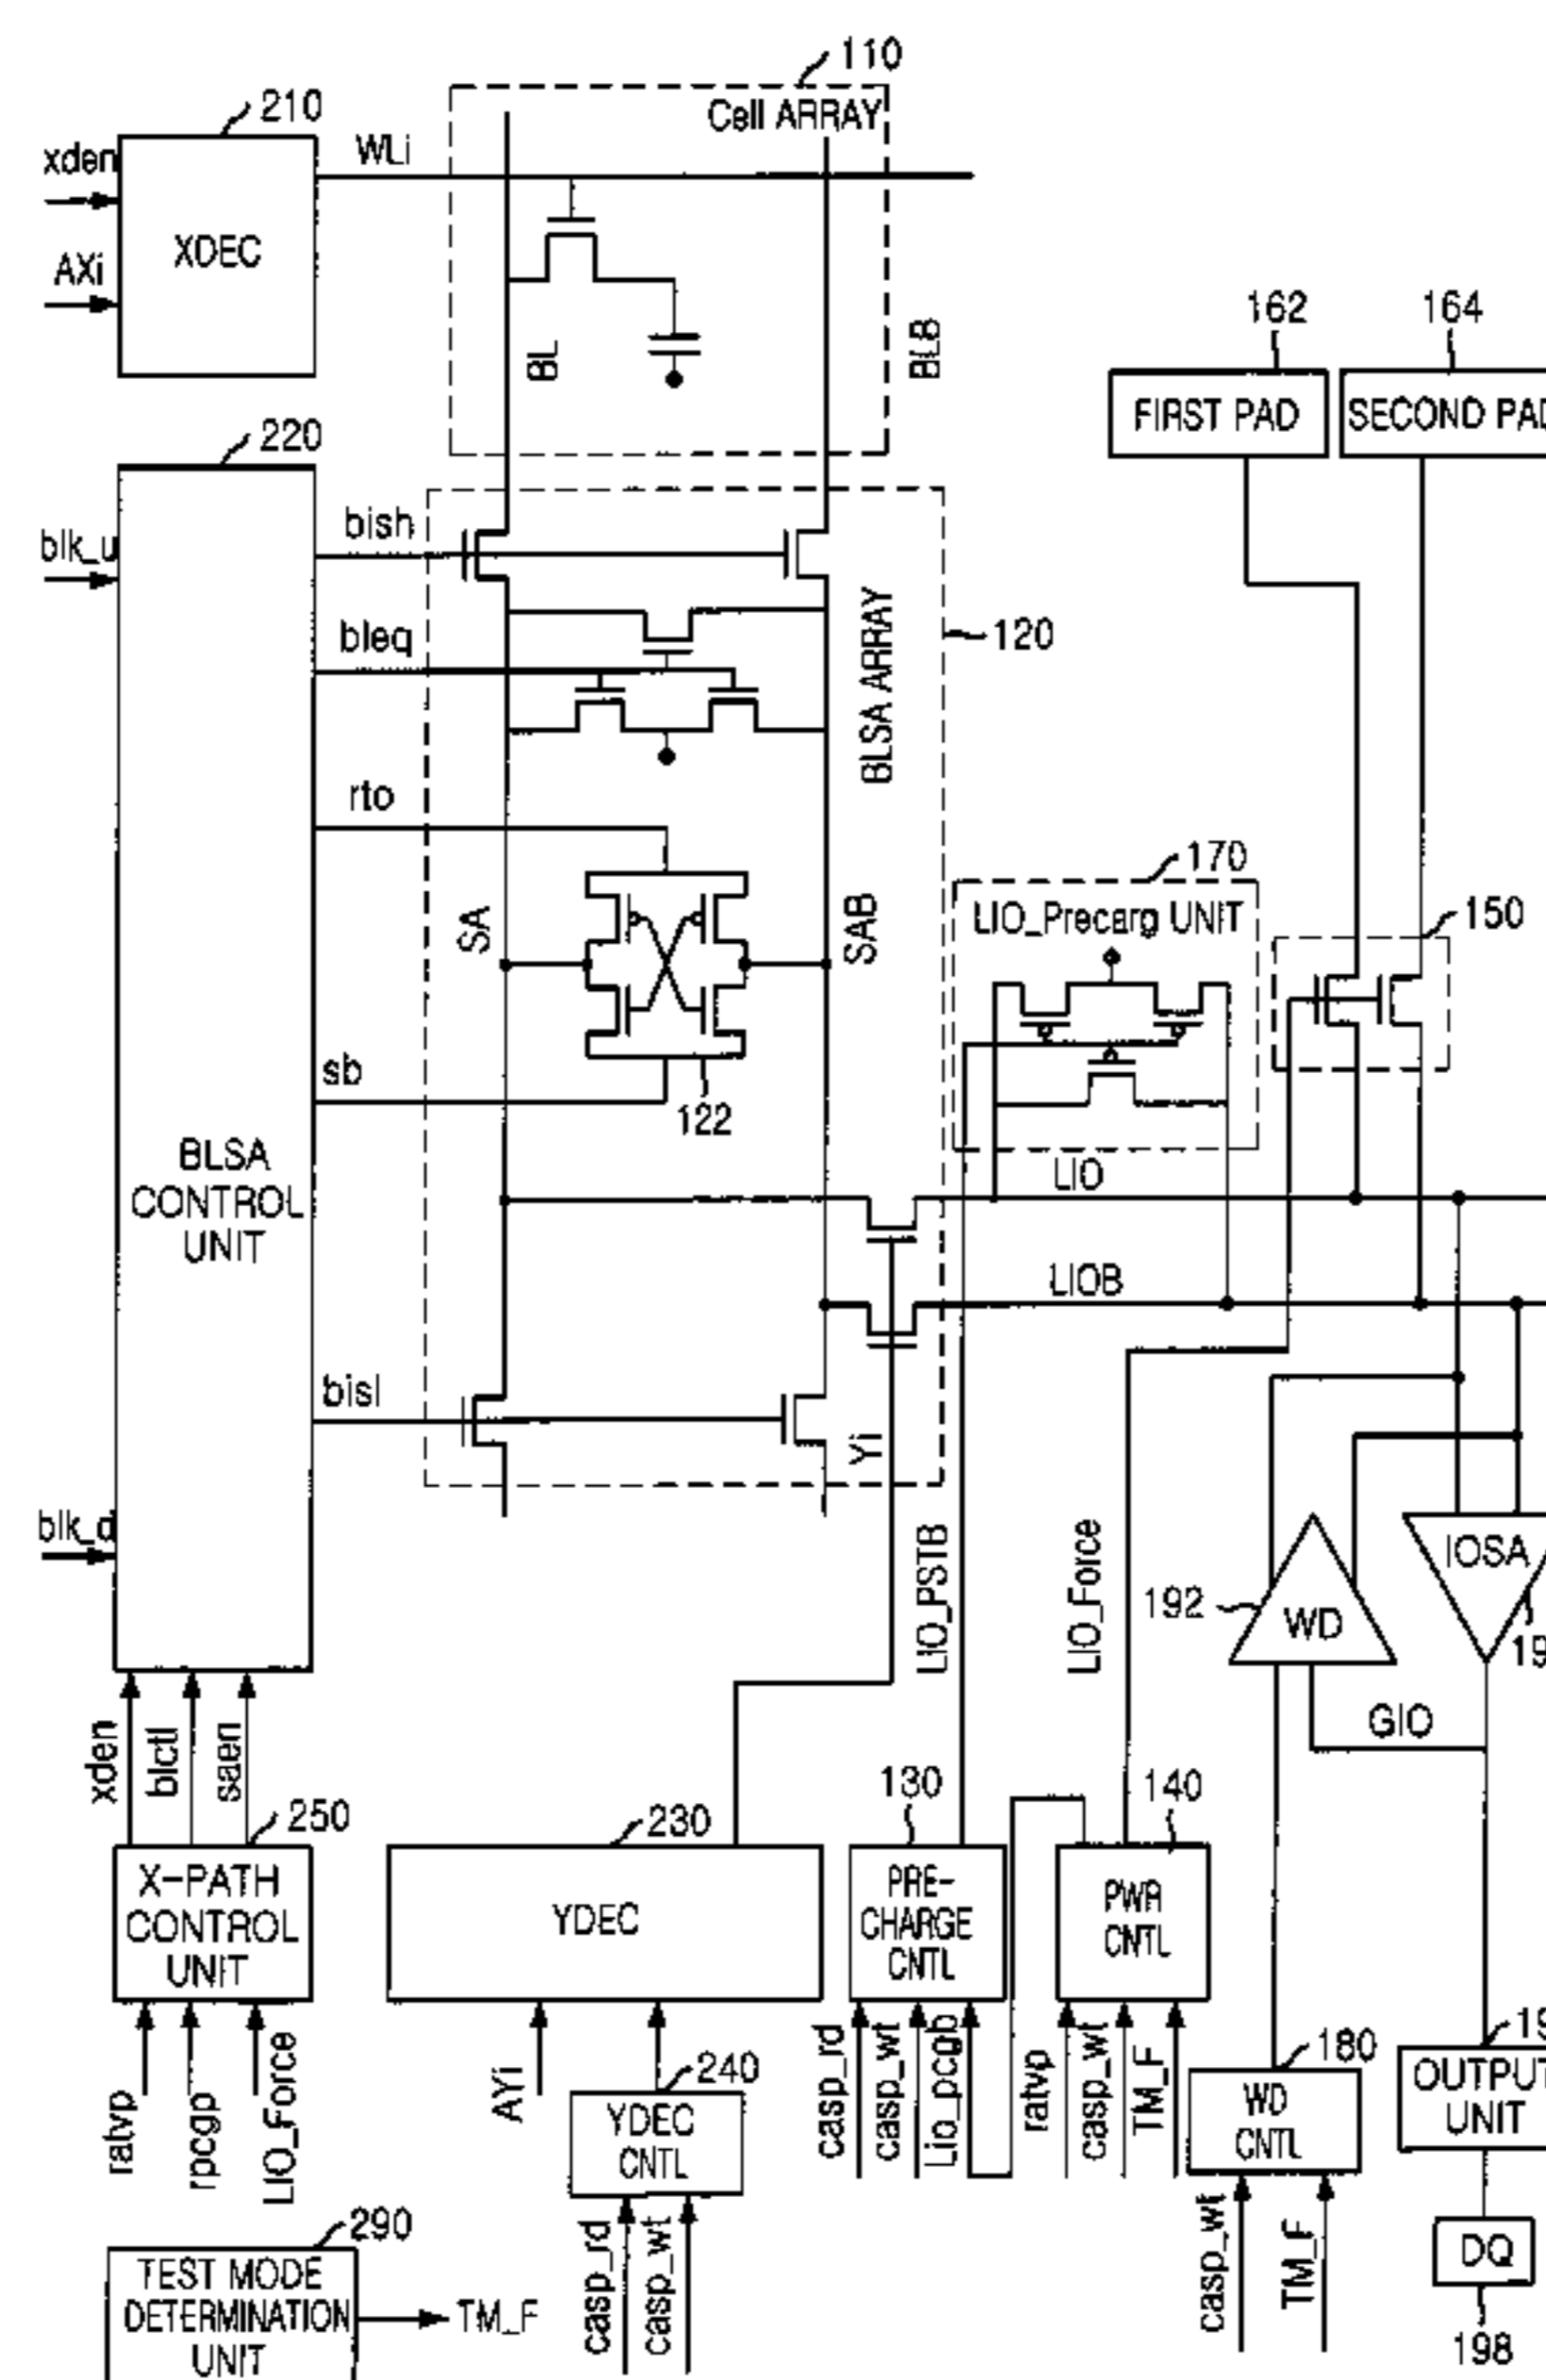 110
Cell ARRAY
210
xden
WLi
XDEC
AXi
BL
BLB
162
164
FIRST PAD
SECOND PAD
220
blk_u
bish
bleq
BLSA ARRAY
120
rto
SA
SAB
170
LIO_Precarg UNIT
150
sb
122
BLSA
CONTROL
UNIT
LIO
LIOB
bisl
Yi
blk_d
LIO_PSTB
LIO_Force
192
WD
IOSA
GIO
xden
blctl
saen
250
230
130
140
X-PATH
CONTROL
UNIT
YDEC
PRE-
CHARGE
CNTL
PWR
CNTL
ratvp
rpcgp
LIO_Force
AYi
240
YDEC
CNTL
casp_rd
casp_wt
Lio_pcgb
ratvp
casp_wt
TM_F
180
WD
CNTL
OUTPUT
UNIT
290
TEST MODE
DETERMINATION
UNIT
TM_F
casp_rd
casp_wt
casp_wt
TM_F
DQ
198